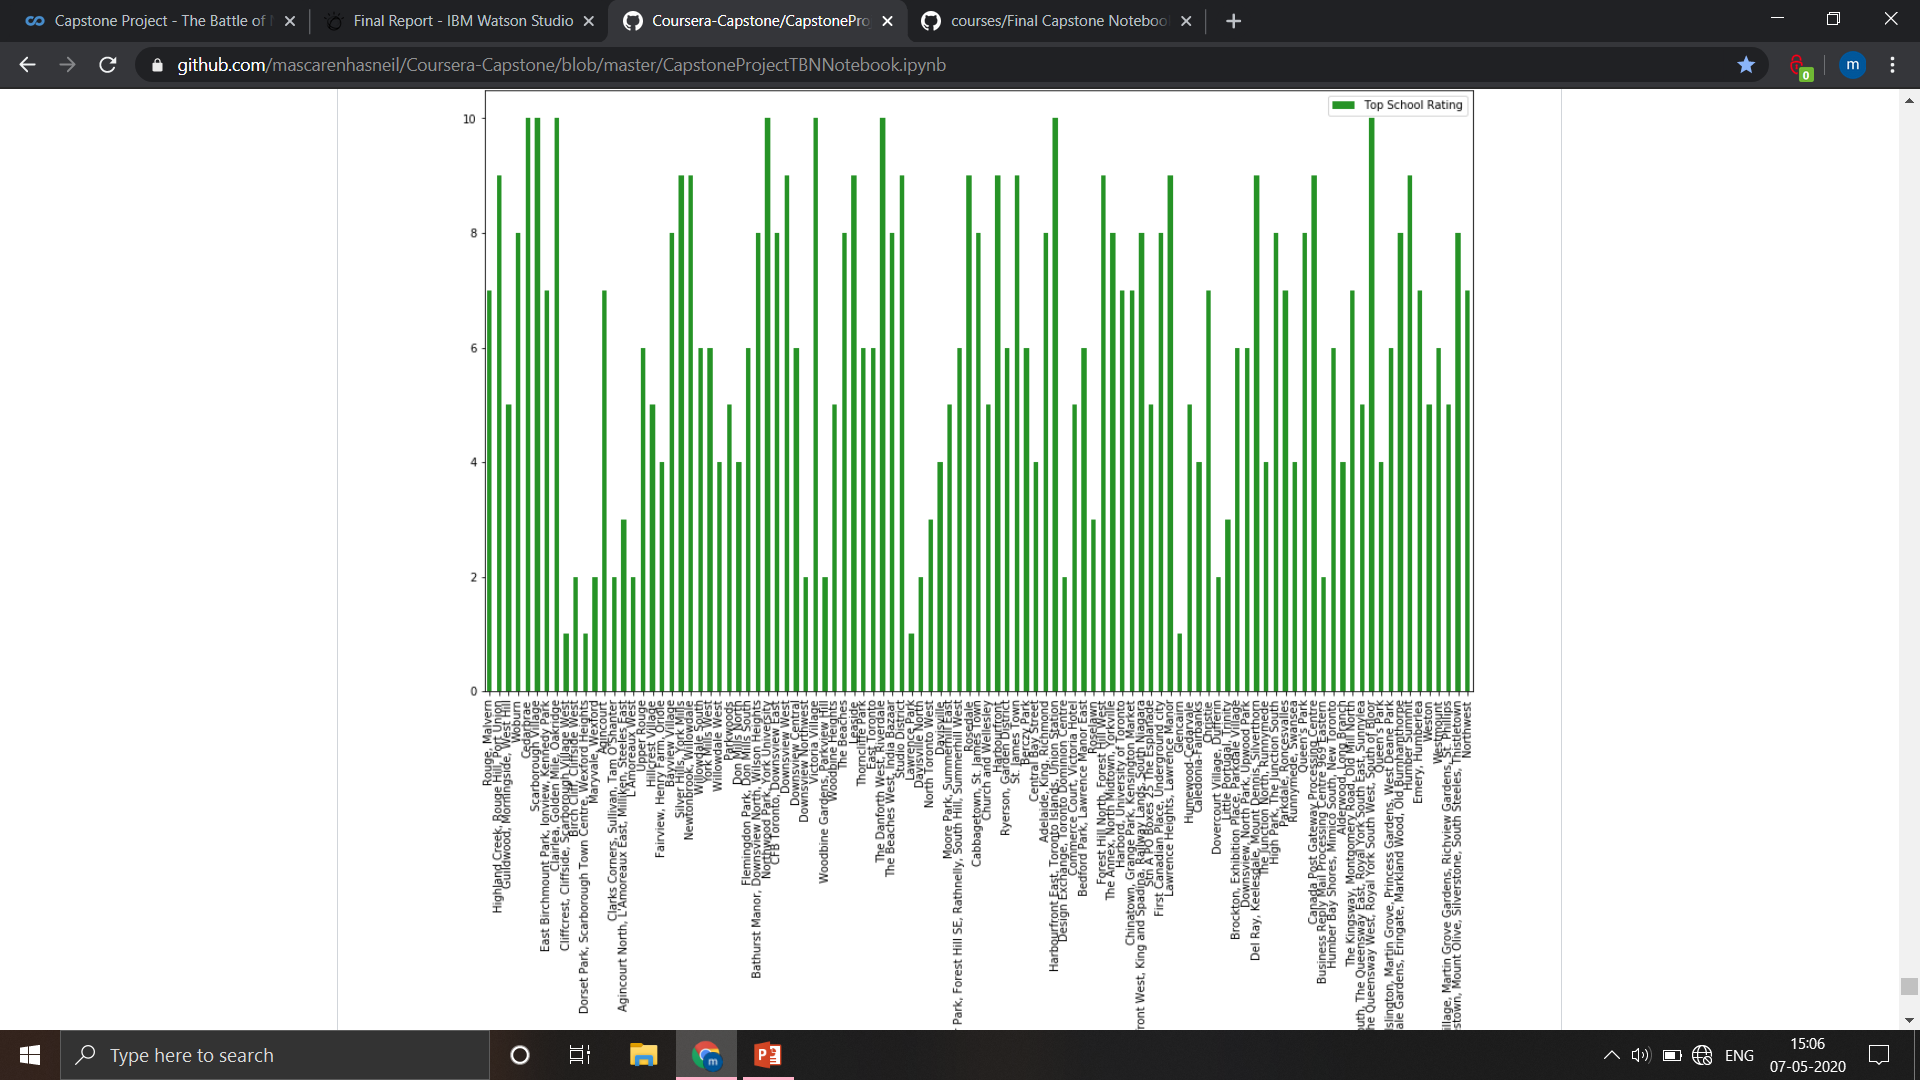 Capstone Project - The Battle of N
Final Report - IBM Watson Studio
Coursera-Capstone/CapstonePro
courses/Final Capstone Noteboo
github.com/mascarenhasneil/Coursera-Capstone/blob/master/CapstoneProjectTBNNotebook.ipynb
0
m
Top School Rating
10
8
6
4
2
0
Rouge, Malvern
Highland Creek, Rouge Hill, Port Union
Guildwood, Morningside, West Hill
Woburn
Cedarbrae
Scarborough Village
East Birchmount Park, Ionview, Kennedy Park
Clairlea, Golden Mile, Oakridge
Cliffcrest, Cliffside, Scarborough Village West
Birch Cliff, Cliffside West
Dorset Park, Scarborough Town Centre, Wexford Heights
Maryvale, Wexford
Agincourt
Clarks Corners, Sullivan, Tam O'Shanter
Agincourt North, L'Amoreaux East, Milliken, Steeles East
L'Amoreaux West
Upper Rouge
Hillcrest Village
Fairview, Henry Farm, Oriole
Bayview Village
Silver Hills, York Mills
Newtonbrook, Willowdale
Willowdale South
York Mills West
Willowdale West
Parkwoods
Don Mills North
Flemingdon Park, Don Mills South
Bathurst Manor, Downsview North, Wilson Heights
Northwood Park, York University
CFB Toronto, Downsview East
Downsview West
Downsview Central
Downsview Northwest
Victoria Village
Woodbine Gardens, Parkview Hill
Woodbine Heights
The Beaches
Leaside
Thorncliffe Park
East Toronto
The Danforth West, Riverdale
The Beaches West, India Bazaar
Studio District
Lawrence Park
Davisville North
North Toronto West
Davisville
Moore Park, Summerhill East
Park, Forest Hill SE, Rathnelly, South Hill, Summerhill West
Rosedale
Cabbagetown, St. James Town
Church and Wellesley
Harbourfront
Ryerson, Garden District
St. James Town
Berczy Park
Central Bay Street
Adelaide, King, Richmond
Harbourfront East, Toronto Islands, Union Station
Design Exchange, Toronto Dominion Centre
Commerce Court, Victoria Hotel
Bedford Park, Lawrence Manor East
Roselawn
Forest Hill North, Forest Hill West
The Annex, North Midtown, Yorkville
Harbord, University of Toronto
Chinatown, Grange Park, Kensington Market
ront West, King and Spadina, Railway Lands, South Niagara
Stn A PO Boxes 25 The Esplanade
First Canadian Place, Underground city
Lawrence Heights, Lawrence Manor
Glencairn
Humewood-Cedarvale
Caledonia-Fairbanks
Christie
Dovercourt Village, Dufferin
Little Portugal, Trinity
Brockton, Exhibition Place, Parkdale Village
Downsview, North Park, Upwood Park
Del Ray, Keelesdale, Mount Dennis, Silverthorn
The Junction North, Runnymede
High Park, The Junction South
Parkdale, Roncesvalles
Runnymede, Swansea
Queen's Park
Canada Post Gateway Processing Centre
Business Reply Mail Processing Centre 969 Eastern
Humber Bay Shores, Mimico South, New Toronto
Alderwood, Long Branch
The Kingsway, Montgomery Road, Old Mill North
outh, The Queensway East, Royal York South East, Sunnylea
he Queensway West, Royal York South West, South of Bloor
Queen's Park
Islington, Martin Grove, Princess Gardens, West Deane Park
ale Gardens, Eringate, Markland Wood, Old Burnhamthorpe
Humber Summit
Emery, Humberlea
Weston
Westmount
illage, Martin Grove Gardens, Richview Gardens, St. Phillips
stown, Mount Olive, Silverstone, South Steeles, Thistletown
Northwest
Type here to search
m
ENG
15:06
07-05-2020